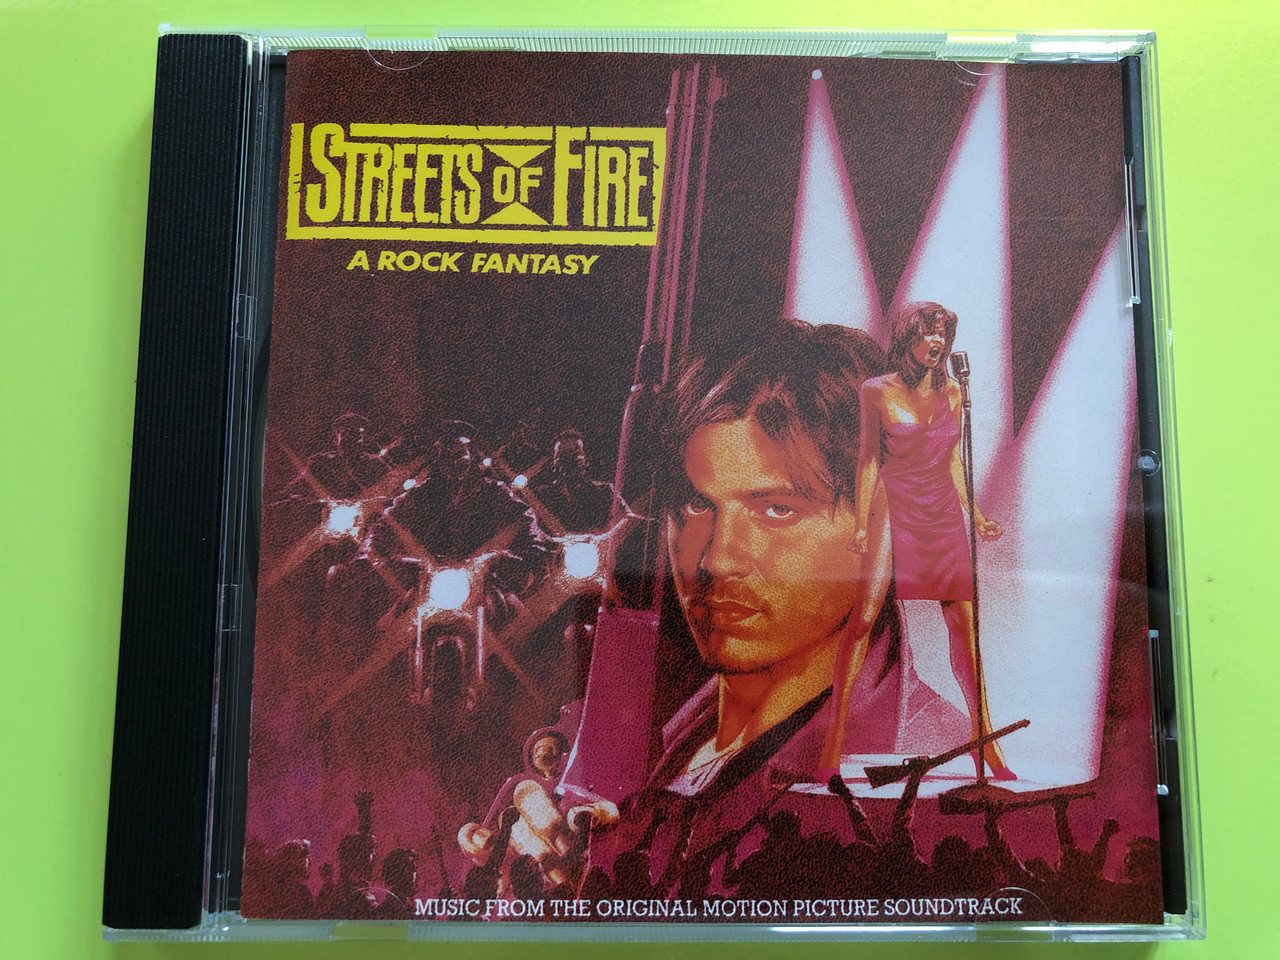 STREETS OF FIRE
A ROCK FANTASY
MUSIC FROM THE ORIGINAL MOTION PICTURE SOUNDTRACK